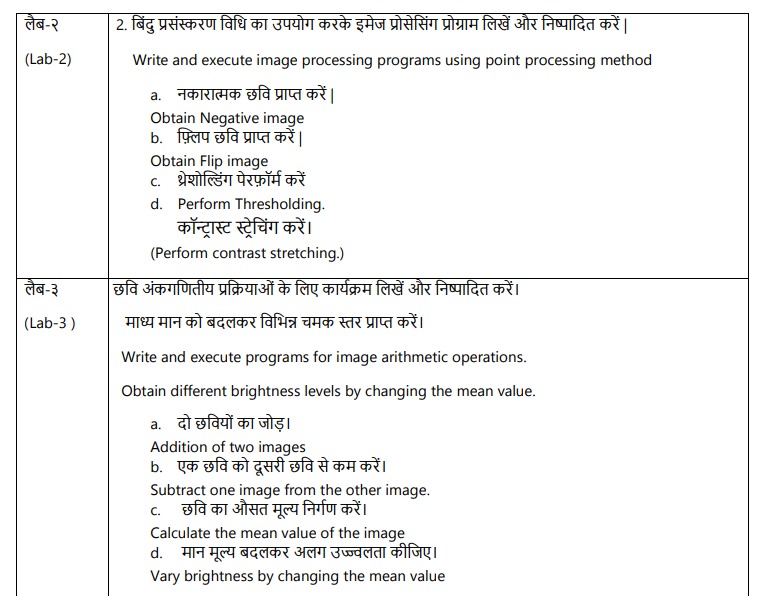 लैब-२
(Lab-2)
2. बिंदु प्रसंस्करण विधि का उपयोग करके इमेज प्रोसेसिंग प्रोग्राम लिखें और निष्पादित करें |
Write and execute image processing programs using point processing method
a. नकारात्मक छवि प्राप्त करें |
Obtain Negative image
b. फ़्लिप छवि प्राप्त करें |
Obtain Flip image
c. थ्रेशोल्डिंग पेरफ़ॉर्म करें
d. Perform Thresholding.
कॉन्ट्रास्ट स्ट्रेचिंग करें।
(Perform contrast stretching.)
लैब-३
(Lab-3 )
छवि अंकगणितीय प्रक्रियाओं के लिए कार्यक्रम लिखें और निष्पादित करें।
माध्य मान को बदलकर विभिन्न चमक स्तर प्राप्त करें।
Write and execute programs for image arithmetic operations.
Obtain different brightness levels by changing the mean value.
a. दो छवियों का जोड़।
Addition of two images
b. एक छवि को दूसरी छवि से कम करें।
Subtract one image from the other image.
c. छवि का औसत मूल्य निर्गण करें।
Calculate the mean value of the image
d. मान मूल्य बदलकर अलग उज्ज्वलता कीजिए।
Vary brightness by changing the mean value